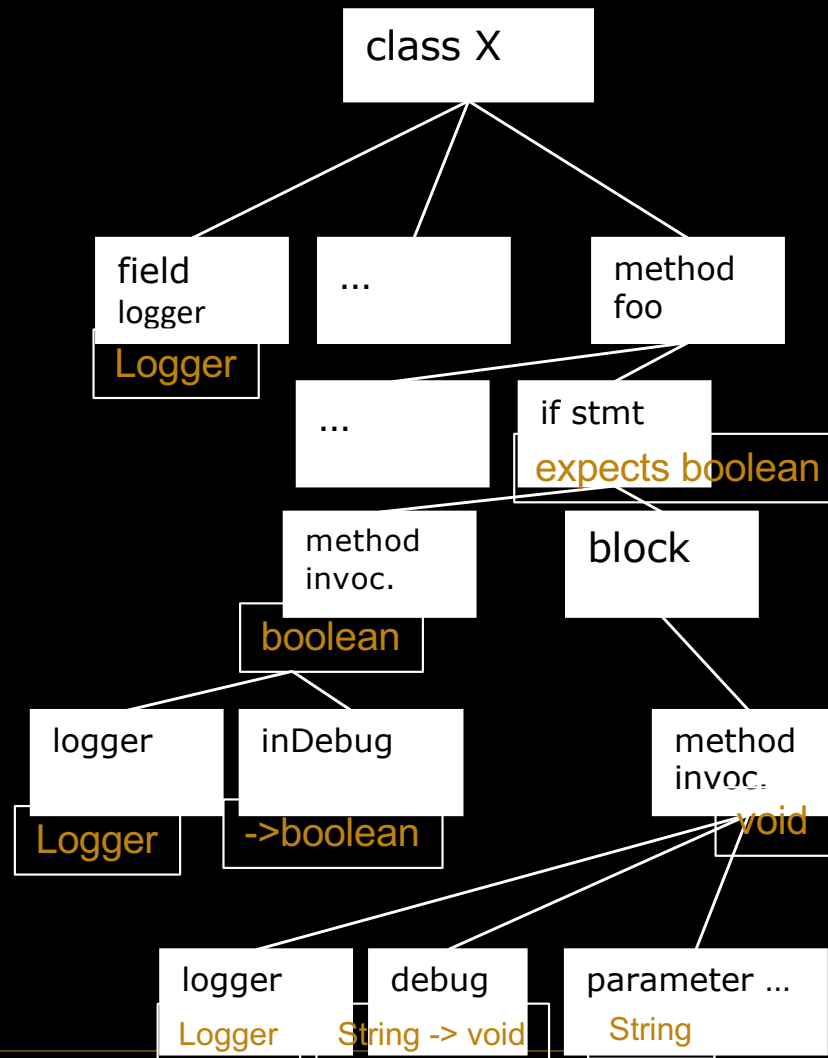 class X
field
logger
Logger
...
method
foo
...
if stmt
expects boolean
method
invoc.
boolean
block
logger
Logger
inDebug
->boolean
method
invoc.
void
logger
Logger
debug
String -> void
parameter ...
String